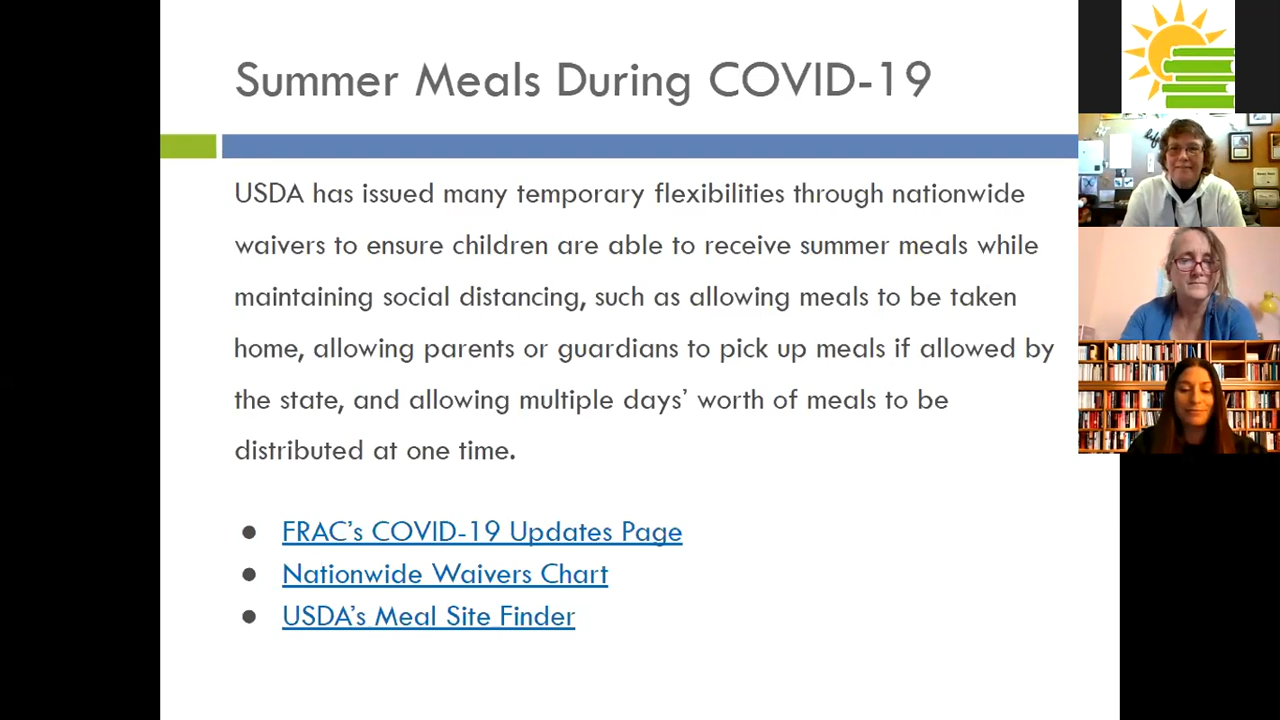 Summer Meals During COVID-19
USDA has issued many temporary flexibilities through nationwide
waivers to ensure children are able to receive summer meals while
maintaining social distancing, such as allowing meals to be taken
home, allowing parents or guardians to pick up meals if allowed by
the state, and allowing multiple days’ worth of meals to be
distributed at one time.
● FRAC’s COVID-19 Updates Page
● Nationwide Waivers Chart
● USDA’s Meal Site Finder